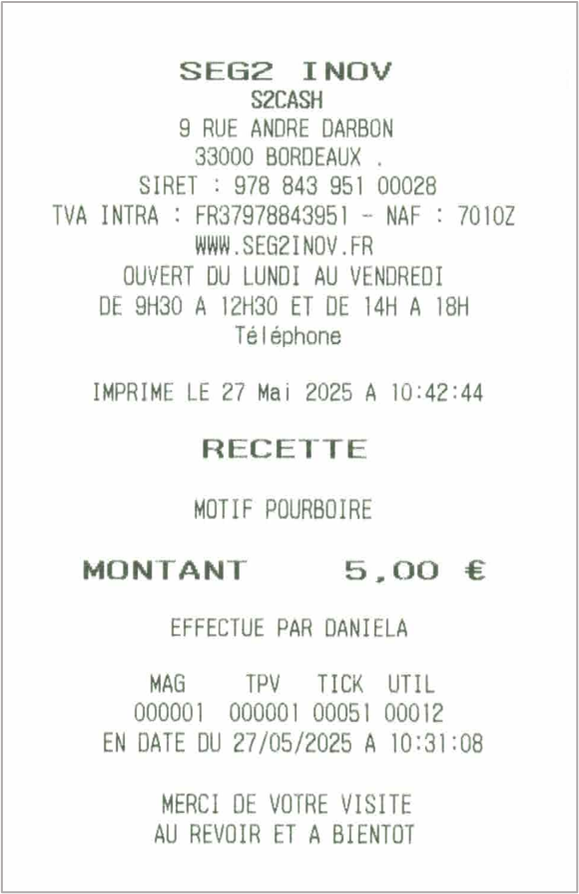 SEG2 INOV
S2CASH
9 RUE ANDRE DARBON
33000 BORDEAUX .
SIRET : 978 843 951 00028
TVA INTRA : FR37978843951 - NAF : 7010Z
WWW.SEG2INOV.FR
OUVERT DU LUNDI AU VENDREDI
DE 9H30 A 12H30 ET DE 14H A 18H
Téléphone
IMPRIME LE 27 Mai 2025 A 10:42:44
RECETTE
MOTIF POURBOIRE
MONTANT 5,00 €
EFFECTUE PAR DANIELA
MAG TPV TICK UTIL
000001 000001 00051 00012
EN DATE DU 27/05/2025 A 10:31:08
MERCI DE VOTRE VISITE
AU REVOIR ET A BIENTOT